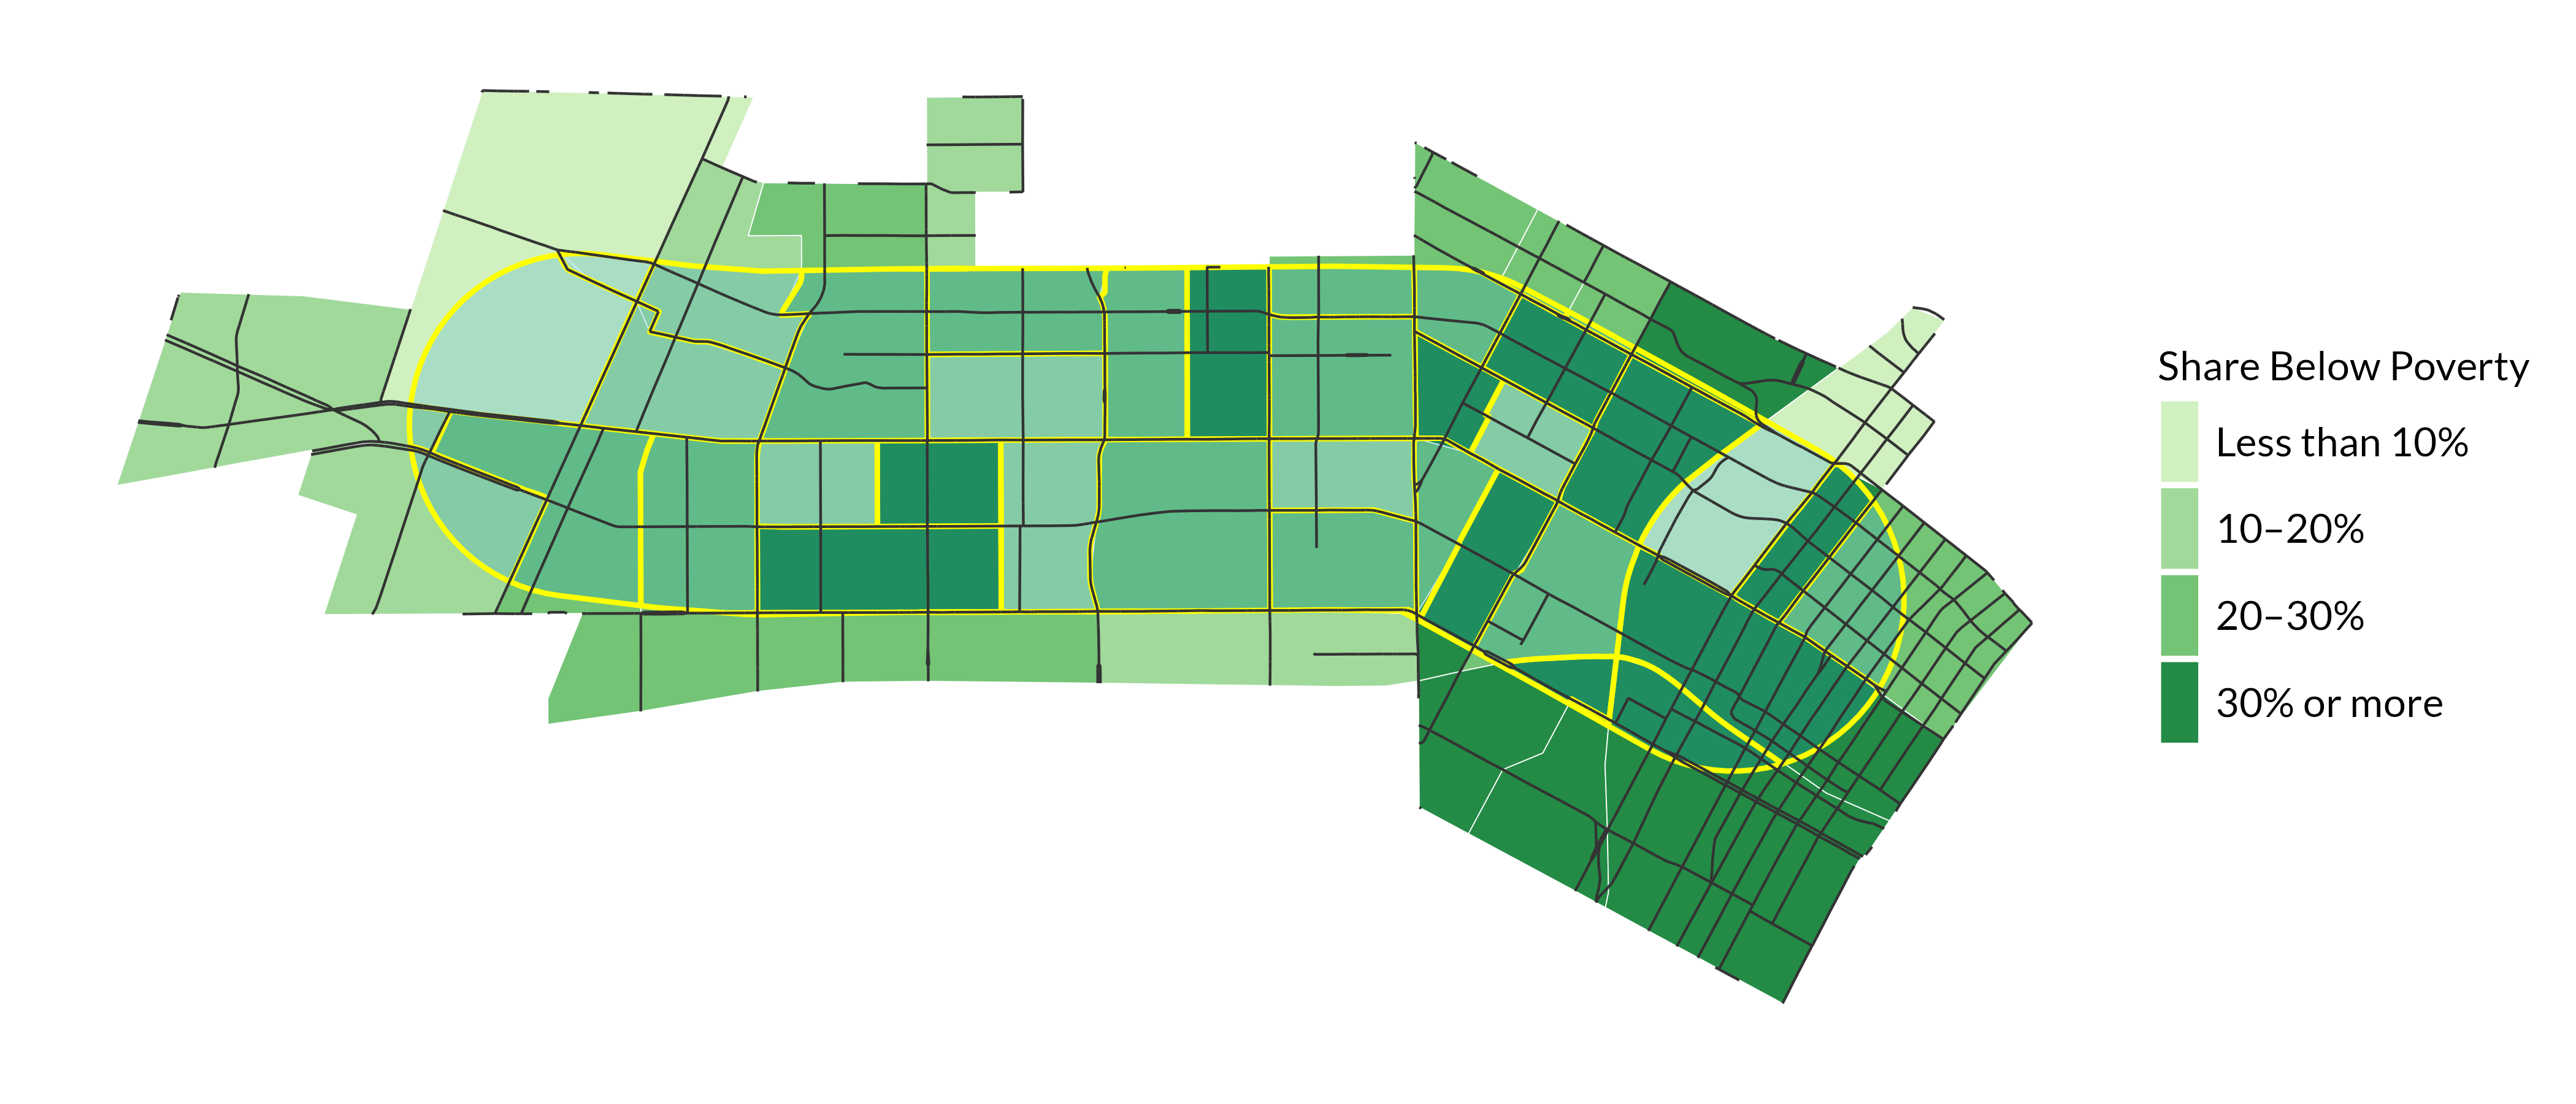 Share Below Poverty
Less than 10%
10–20%
20–30%
30% or more